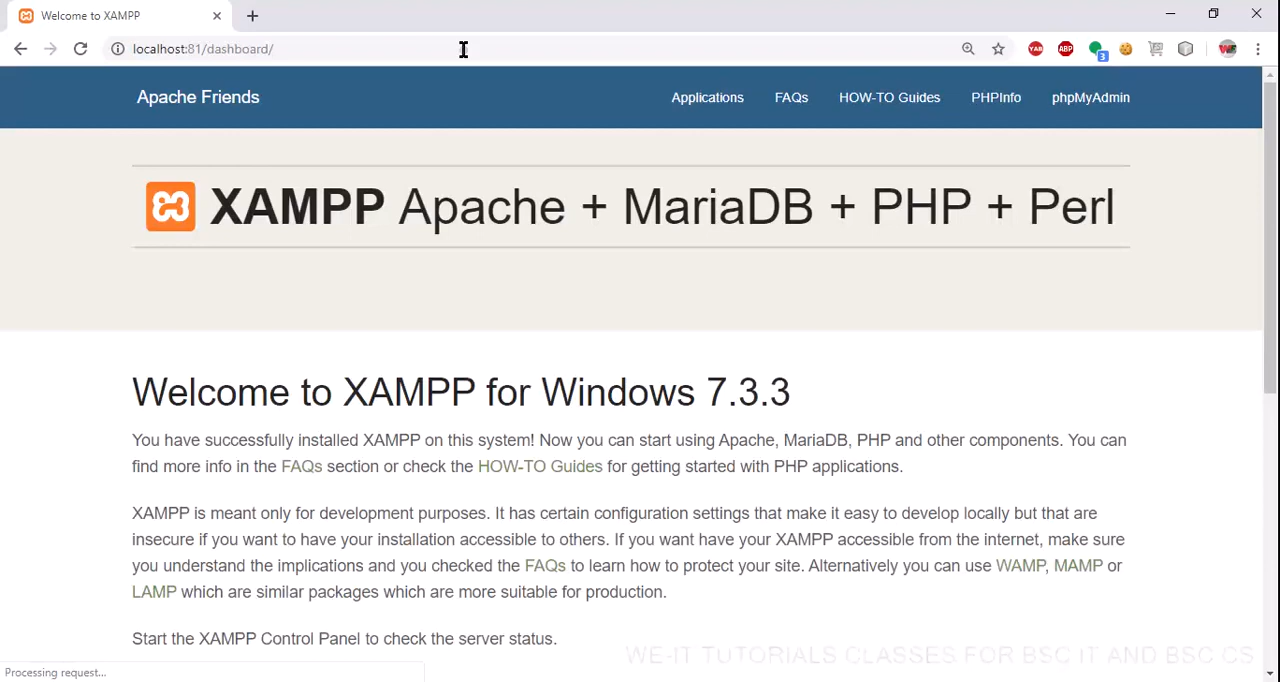 Welcome to XAMPP
localhost:81/dashboard/
YAB
ABP
3
Apache Friends
Applications
FAQs
HOW-TO Guides
PHPInfo
phpMyAdmin
XAMPP Apache + MariaDB + PHP + Perl
Welcome to XAMPP for Windows 7.3.3
You have successfully installed XAMPP on this system! Now you can start using Apache, MariaDB, PHP and other components. You can
find more info in the FAQs section or check the HOW-TO Guides for getting started with PHP applications.
XAMPP is meant only for development purposes. It has certain configuration settings that make it easy to develop locally but that are
insecure if you want to have your installation accessible to others. If you want have your XAMPP accessible from the internet, make sure
you understand the implications and you checked the FAQs to learn how to protect your site. Alternatively you can use WAMP, MAMP or
LAMP which are similar packages which are more suitable for production.
Start the XAMPP Control Panel to check the server status.
WE-IT TUTORIALS CLASSES FOR BSC IT AND BSC CS
Processing request...